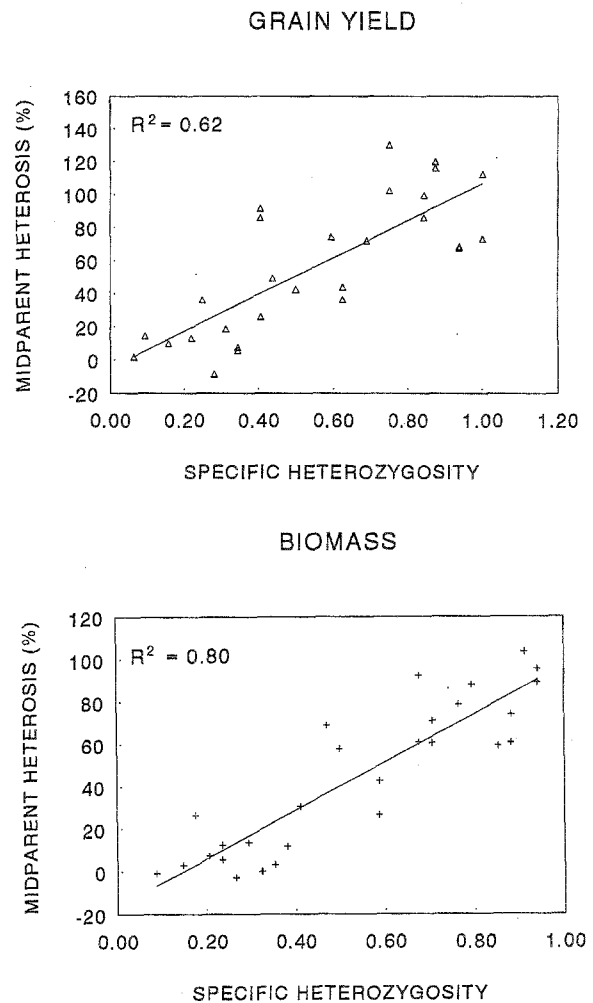 GRAIN YIELD
MIDPARENT HETEROSIS (%)
R² = 0.62
160
140
120
100
80
60
40
20
0
-20
0.00 0.20 0.40 0.60 0.80 1.00 1.20
SPECIFIC HETEROZYGOSITY
BIOMASS
MIDPARENT HETEROSIS (%)
R² = 0.80
120
100
80
60
40
20
0
-20
0.00 0.20 0.40 0.60 0.80 1.00
SPECIFIC HETEROZYGOSITY